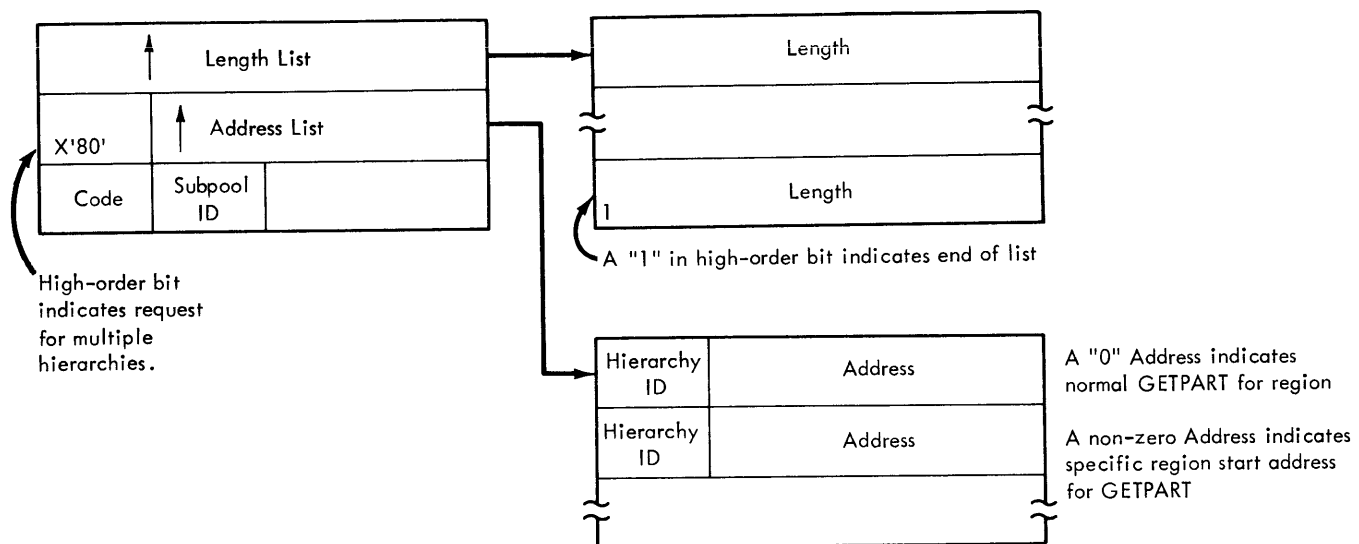 Length List
Length
X'80'
Address List
Code
Subpool
ID
Length
1
A "1" in high-order bit indicates end of list
High-order bit
indicates request
for multiple
hierarchies.
Hierarchy
ID
Address
A "0" Address indicates
normal GETPART for region
Hierarchy
ID
Address
A non-zero Address indicates
specific region start address
for GETPART